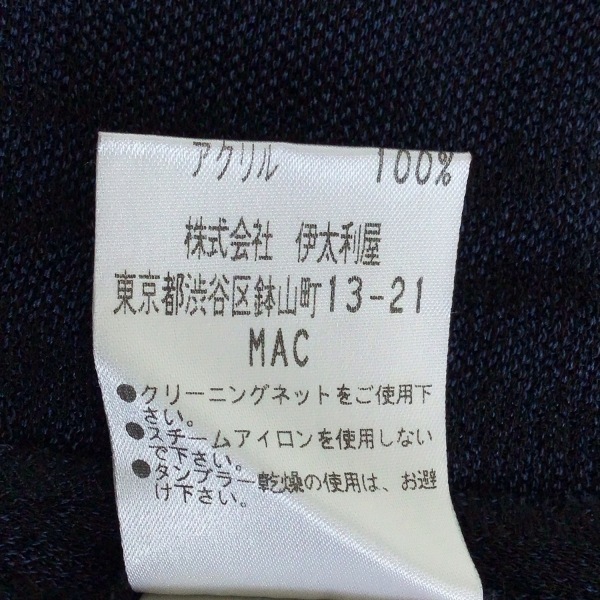 アクリル 100%
株式会社 伊太利屋
東京都渋谷区鉢山町13-21
MAC
●クリーニングネットをご使用下
さい。
●スチームアイロンを使用しない
で下さい。
●タンブラー乾燥の使用は、お避
け下さい。